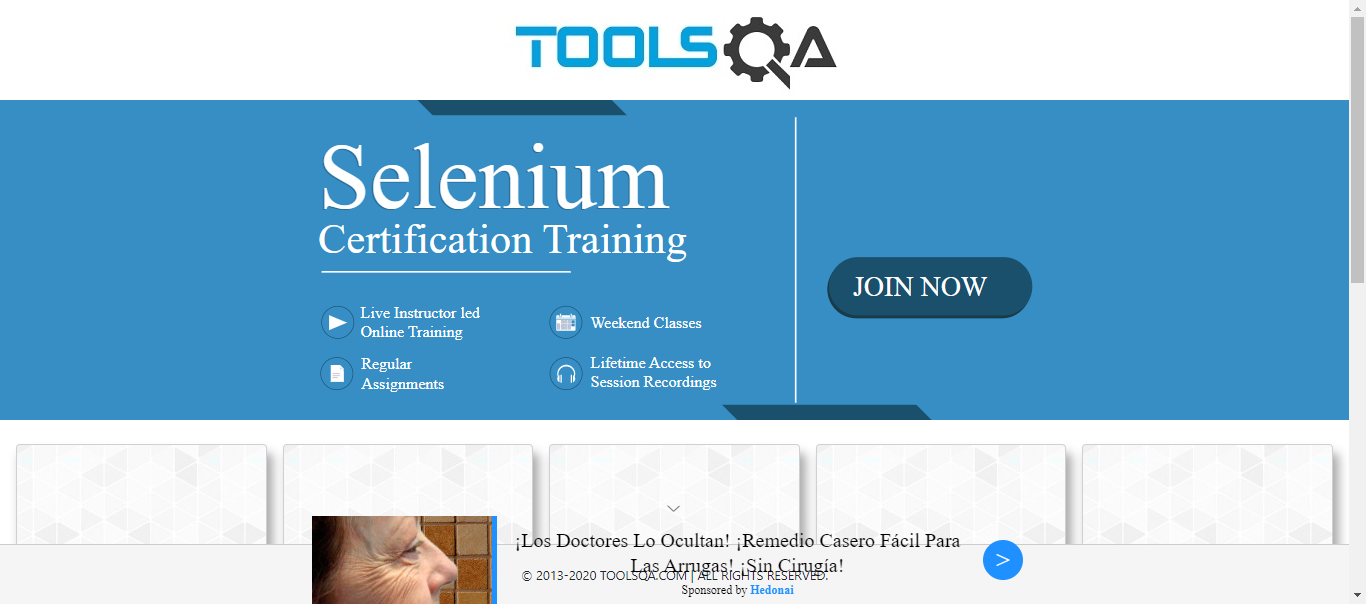 TOOLSQA
Selenium
Certification Training
Live Instructor led
Online Training
Weekend Classes
Regular
Assignments
Lifetime Access to
Session Recordings
JOIN NOW
¡Los Doctores Lo Ocultan! ¡Remedio Casero Fácil Para
Las Arrugas! ¡Sin Cirugía!
© 2013-2020 TOOLSQA.COM | ALL RIGHTS RESERVED.
Sponsored by Hedonai
>